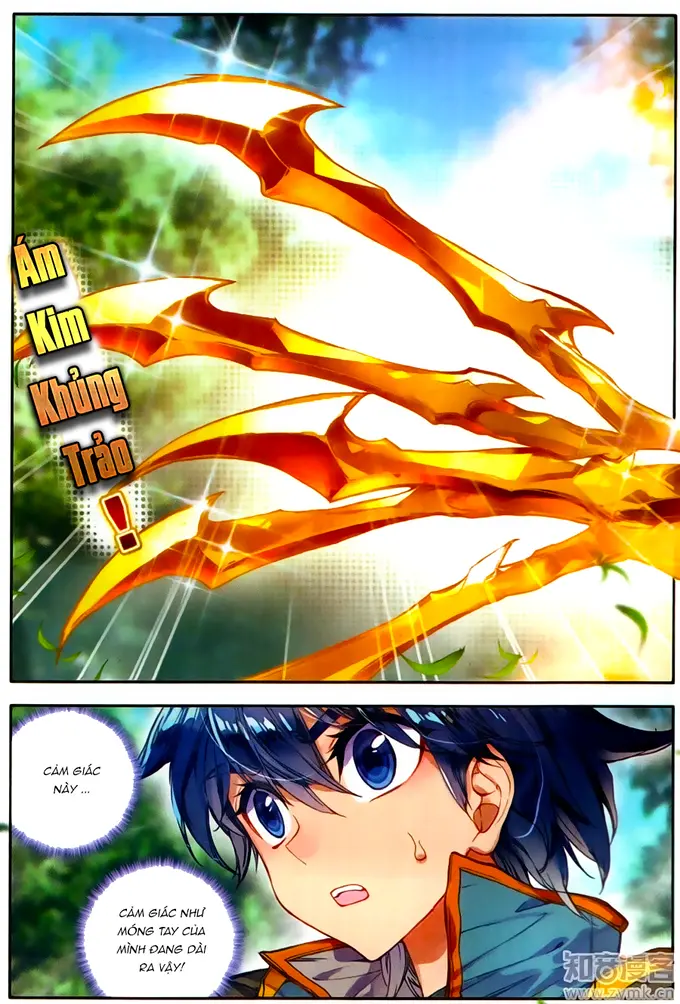 Ám
Kim
Khủng
Trảo
!
CẢM GIÁC
NÀY ...
CẢM GIÁC NHƯ
MÓNG TAY CỦA
MÌNH ĐANG DÀI
RA VẬY!
知音漫客
www.zymk.cn